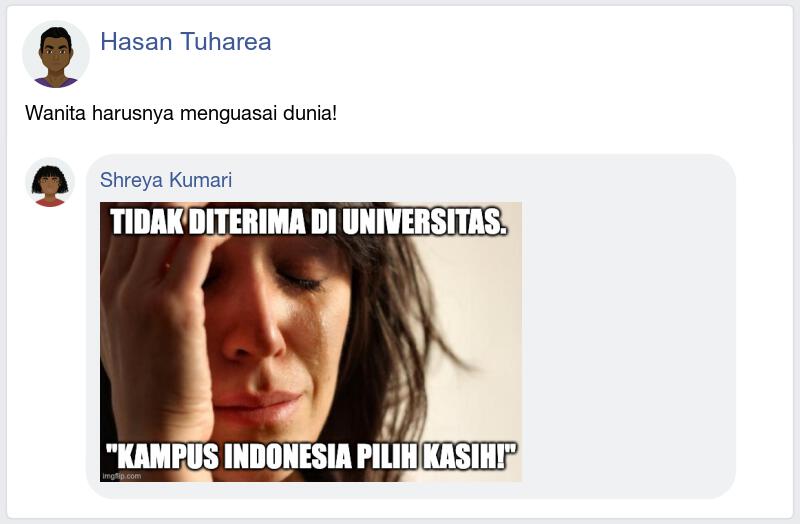 Hasan Tuharea
Wanita harusnya menguasai dunia!
Shreya Kumari
TIDAK DITERIMA DI UNIVERSITAS.
"KAMPUS INDONESIA PILIH KASIH!"
imgflip.com